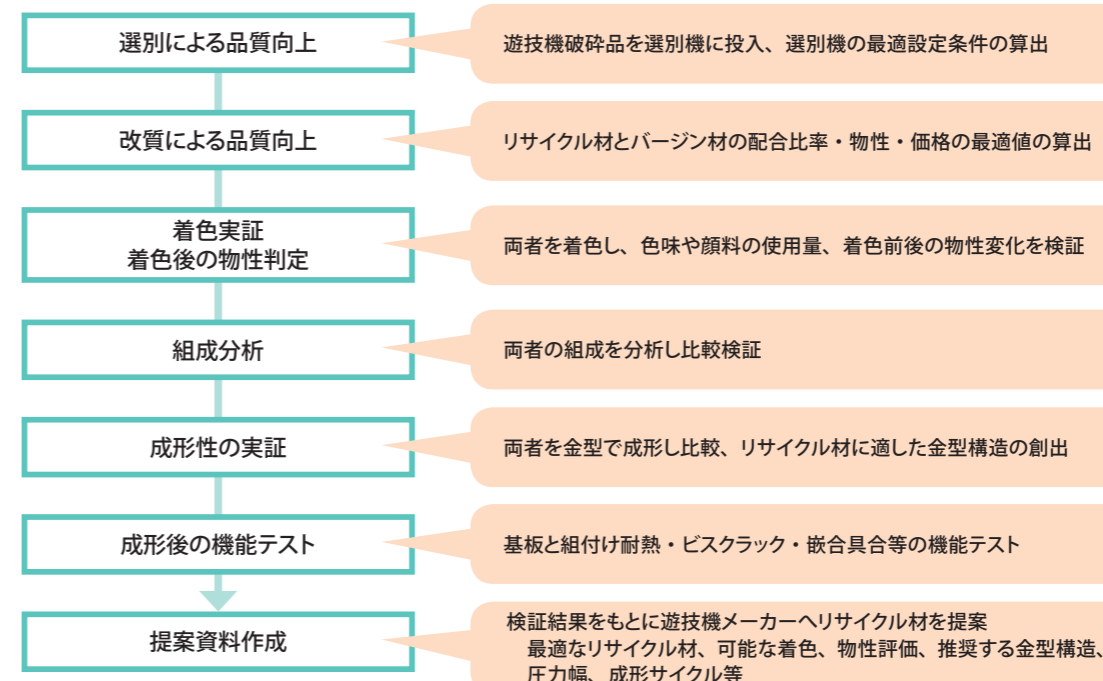 選別による品質向上
遊技機破砕品を選別機に投入、選別機の最適設定条件の算出
改質による品質向上
リサイクル材とバージン材の配合比率・物性・価格の最適値の算出
着色実証
着色後の物性判定
両者を着色し、色味や顔料の使用量、着色前後の物性変化を検証
組成分析
両者の組成を分析し比較検証
成形性の実証
両者を金型で成形し比較、リサイクル材に適した金型構造の創出
成形後の機能テスト
基板と組付け耐熱・ビスクラック・嵌合具合等の機能テスト
提案資料作成
検証結果をもとに遊技機メーカーへリサイクル材を提案
最適なリサイクル材、可能な着色、物性評価、推奨する金型構造、
圧力幅、成形サイクル等